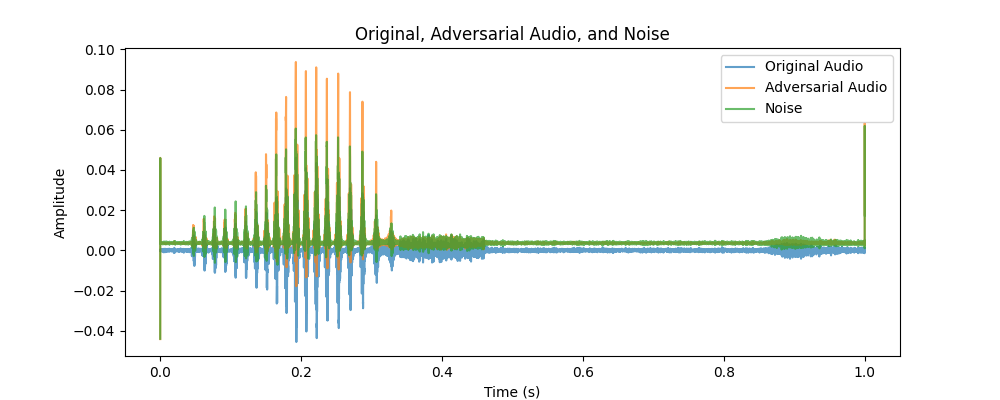 Original, Adversarial Audio, and Noise
Original Audio
Adversarial Audio
Noise
Amplitude
0.10
0.08
0.06
0.04
0.02
0.00
−0.02
−0.04
0.0 0.2 0.4 0.6 0.8 1.0
Time (s)